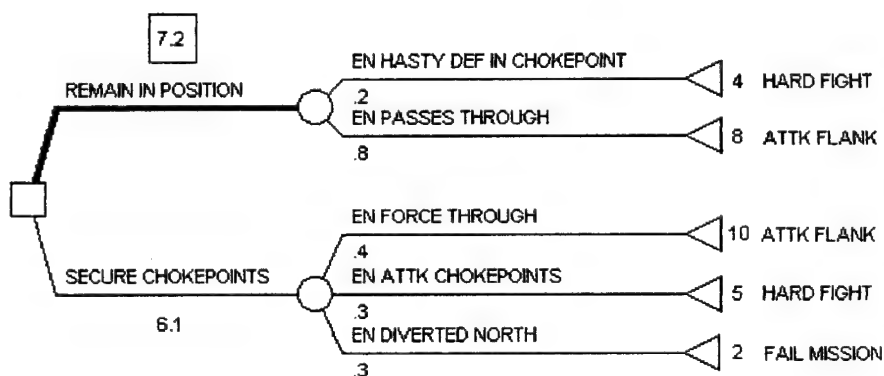 7.2
REMAIN IN POSITION
EN HASTY DEF IN CHOKEPOINT
.2
4 HARD FIGHT
EN PASSES THROUGH
.8
8 ATTK FLANK
SECURE CHOKEPOINTS
6.1
EN FORCE THROUGH
.4
10 ATTK FLANK
EN ATTK CHOKEPOINTS
.3
5 HARD FIGHT
EN DIVERTED NORTH
.3
2 FAIL MISSION